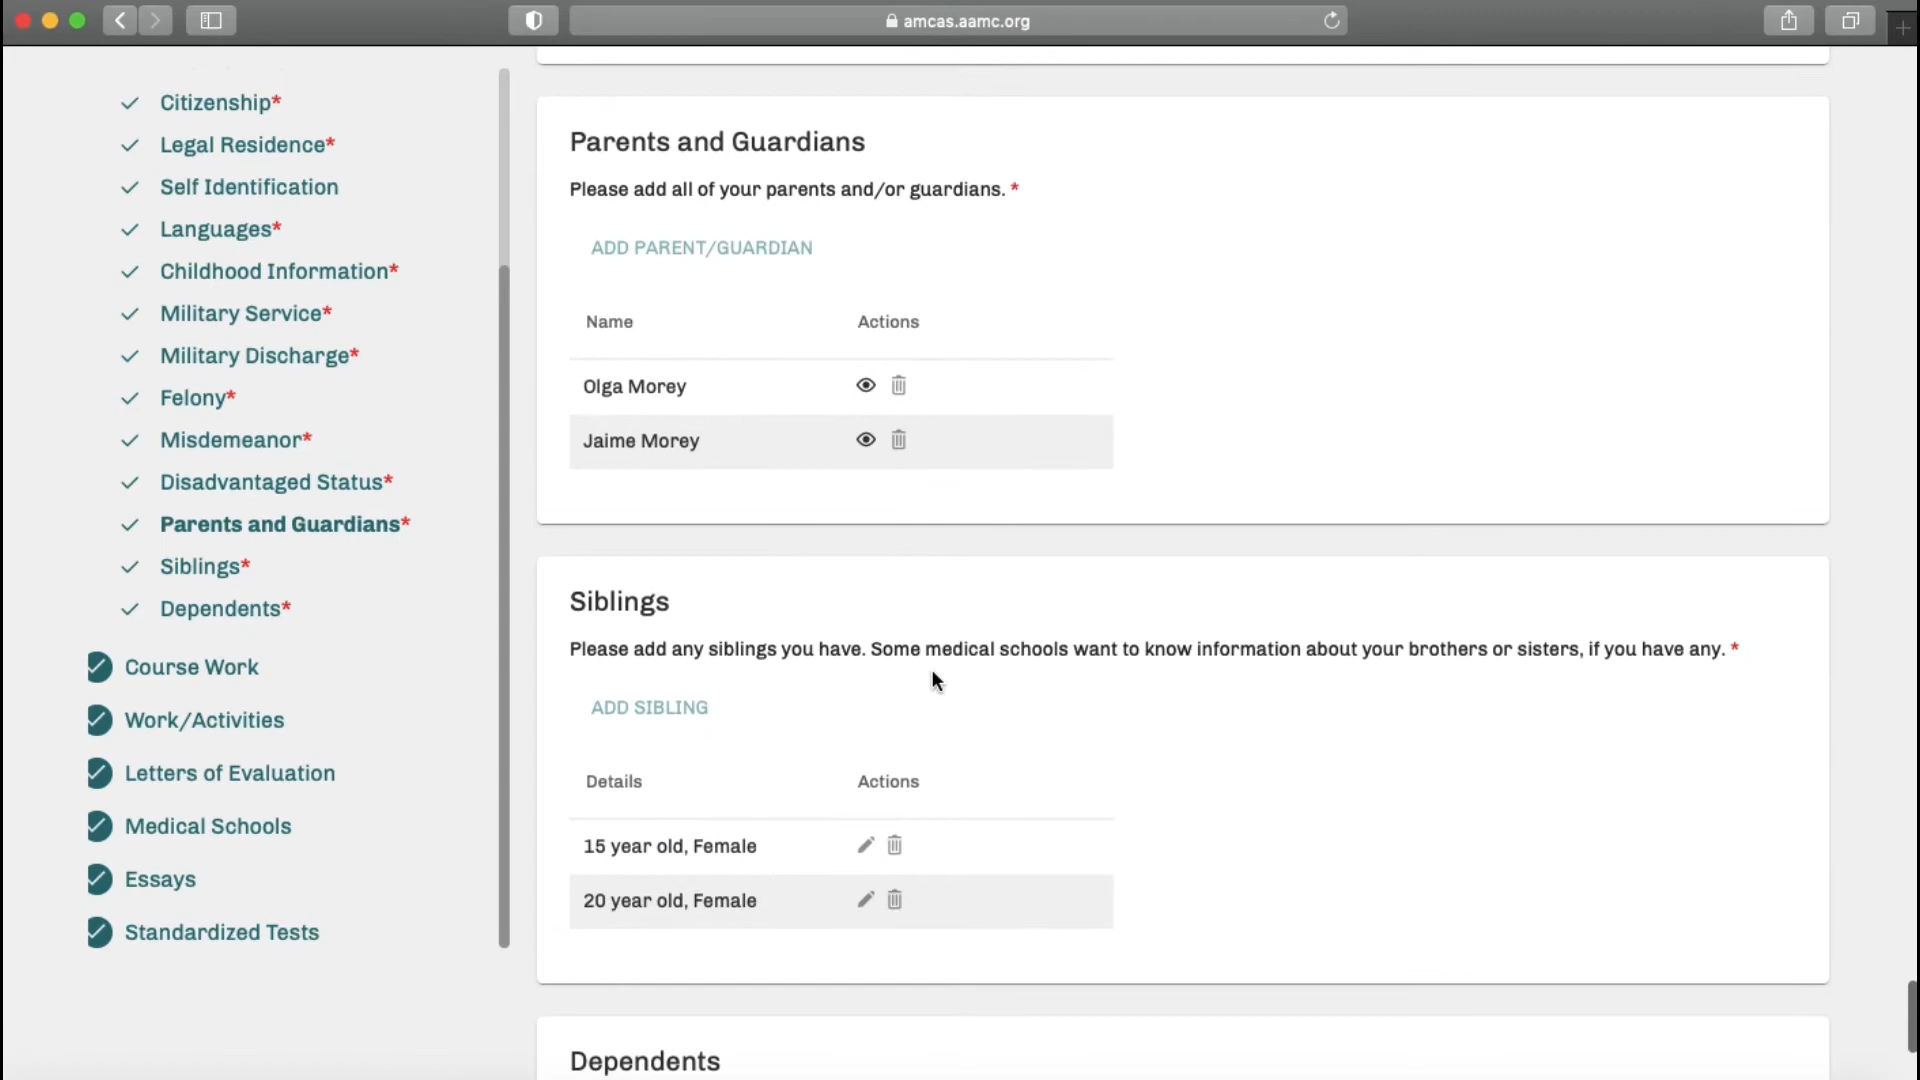 amcas.aamc.org
Citizenship*
Legal Residence*
Self Identification
Languages*
Childhood Information*
Military Service*
Military Discharge*
Felony*
Misdemeanor*
Disadvantaged Status*
Parents and Guardians*
Siblings*
Dependents*
Course Work
Work/Activities
Letters of Evaluation
Medical Schools
Essays
Standardized Tests
Parents and Guardians
Please add all of your parents and/or guardians. *
ADD PARENT/GUARDIAN
Name Actions
Olga Morey
Jaime Morey
Siblings
Please add any siblings you have. Some medical schools want to know information about your brothers or sisters, if you have any. *
ADD SIBLING
Details Actions
15 year old, Female
20 year old, Female
Dependents